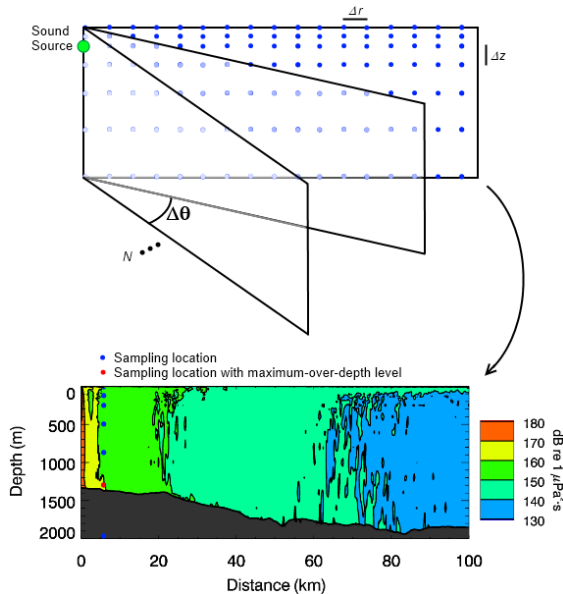 Δr
Sound
Source
Δz
Δθ
N
Sampling location
Sampling location with maximum-over-depth level
0
500
1000
1500
2000
Depth (m)
0 20 40 60 80 100
Distance (km)
180
170
160
150
140
130
dB re 1 μPa²·s